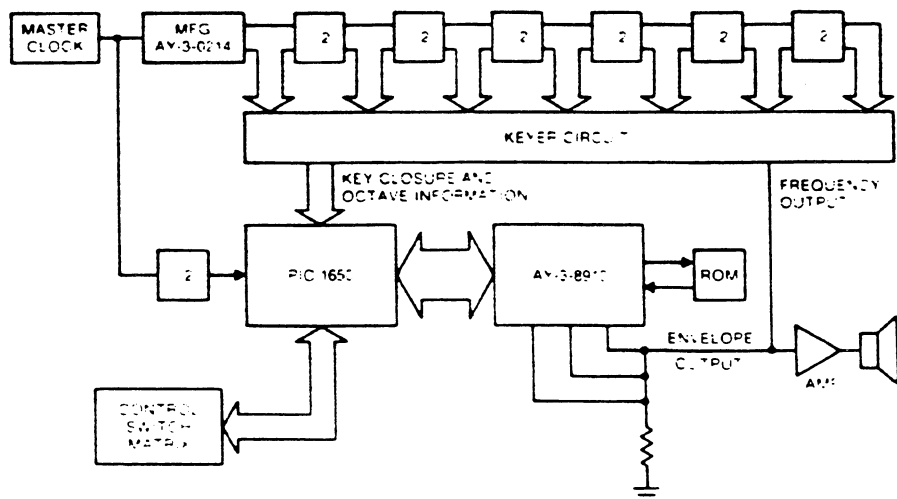 MASTER
CLOCK
MFG
AY-3-0214
2
2
2
2
2
2
KEYER CIRCUIT
KEY CLOSURE AND
OCTAVE INFORMATION
FREQUENCY
OUTPUT
2
PIC 1650
AY-3-8910
ROM
ENVELOPE
OUTPUT
AMP
CONTROL
SWITCH
MATRIX